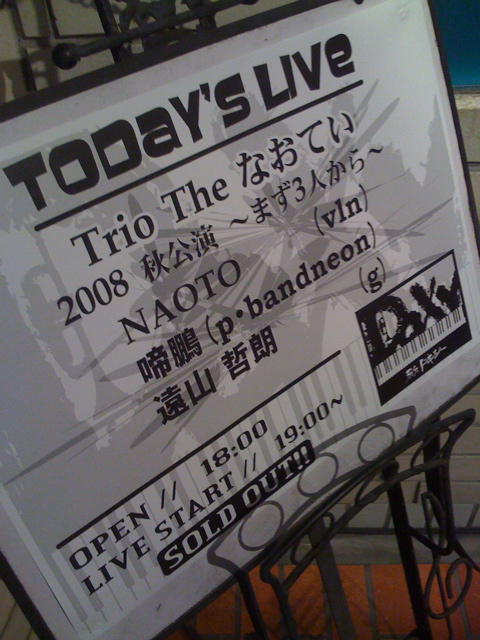 TODAY'S LIVE
Trio The なおてい
2008 秋公演 ～まず3人から～
NAOTO (vln)
啼鵬 (p・bandneon)
遠山 哲朗 (g)
OPEN // 18:00
LIVE START // 19:00~
SOLD OUT!!